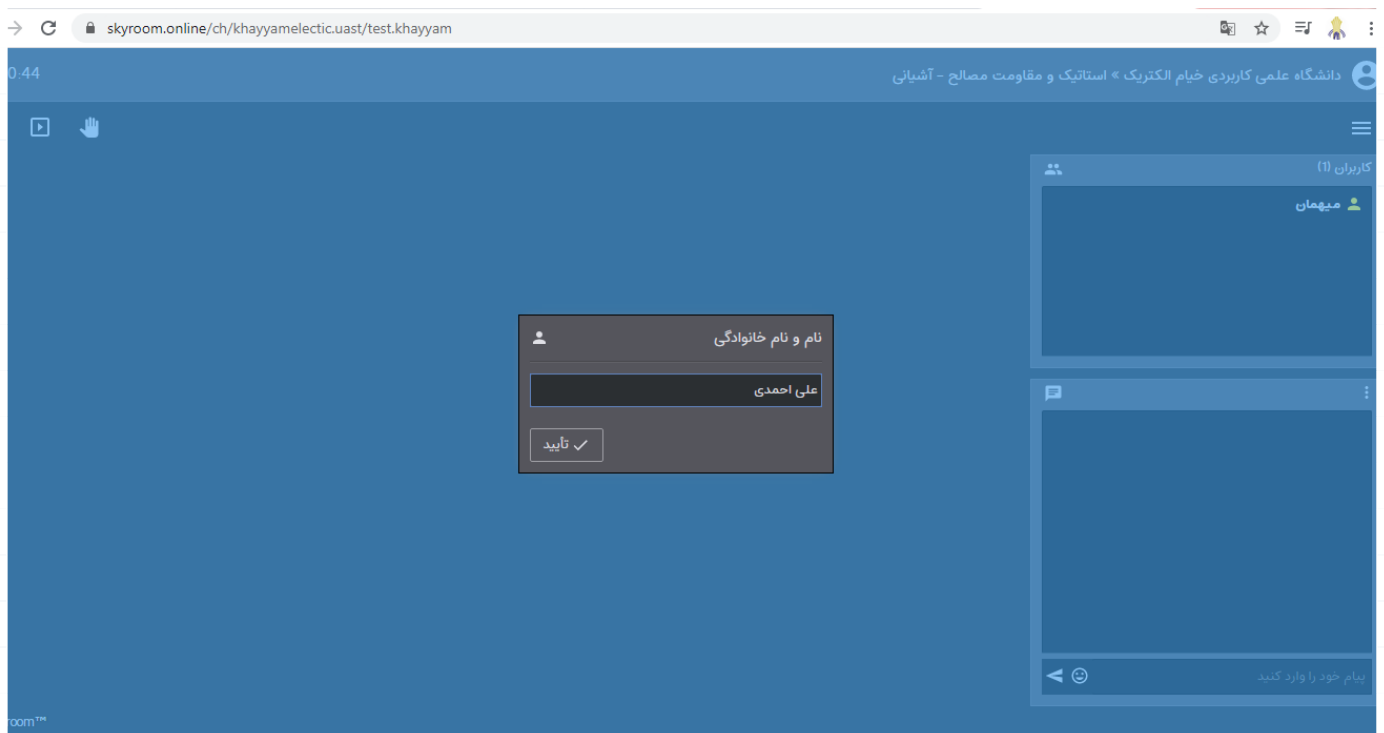 skyroom.online/ch/khayyamelectic.uast/test.khayyam
دانشگاه علمی کاربردی خیام الکتریک » استاتیک و مقاومت مصالح - آشیانی
0:44
کاربران (1)
میهمان
نام و نام خانوادگی
علی احمدی
تأیید
پیام خود را وارد کنید
room™